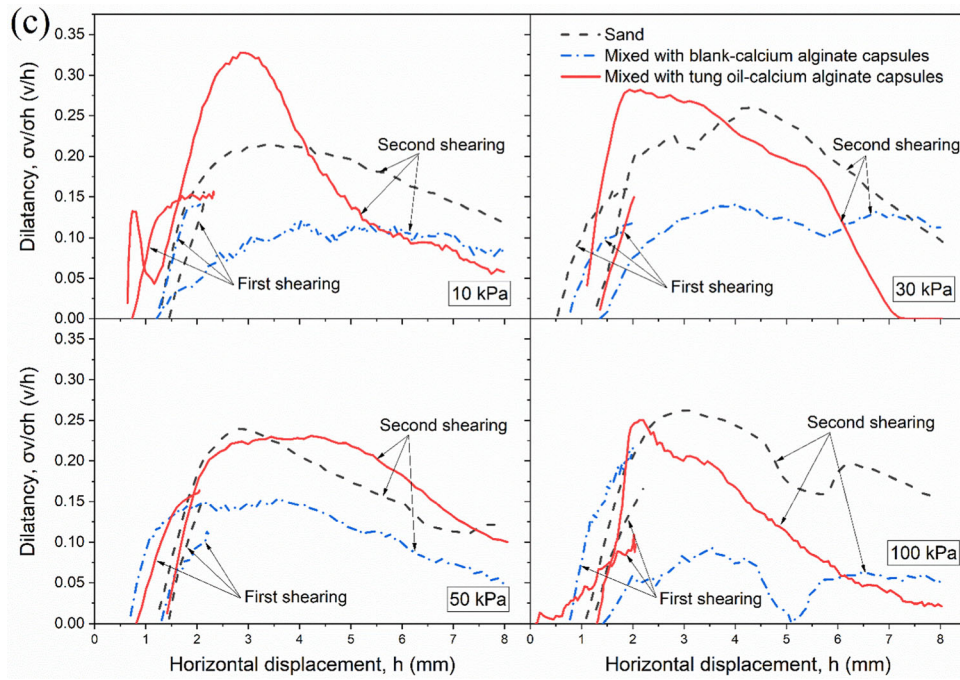 (c)
Sand
Mixed with blank-calcium alginate capsules
Mixed with tung oil-calcium alginate capsules
Dilatancy, σv/σh (v/h)
0.35
0.30
0.25
0.20
0.15
0.10
0.05
0.00
Second shearing
First shearing
10 kPa
Second shearing
First shearing
30 kPa
Dilatancy, σv/σh (v/h)
0.35
0.30
0.25
0.20
0.15
0.10
0.05
0.00
Second shearing
First shearing
50 kPa
Second shearing
First shearing
100 kPa
0 1 2 3 4 5 6 7 8
0 1 2 3 4 5 6 7 8
Horizontal displacement, h (mm)
Horizontal displacement, h (mm)